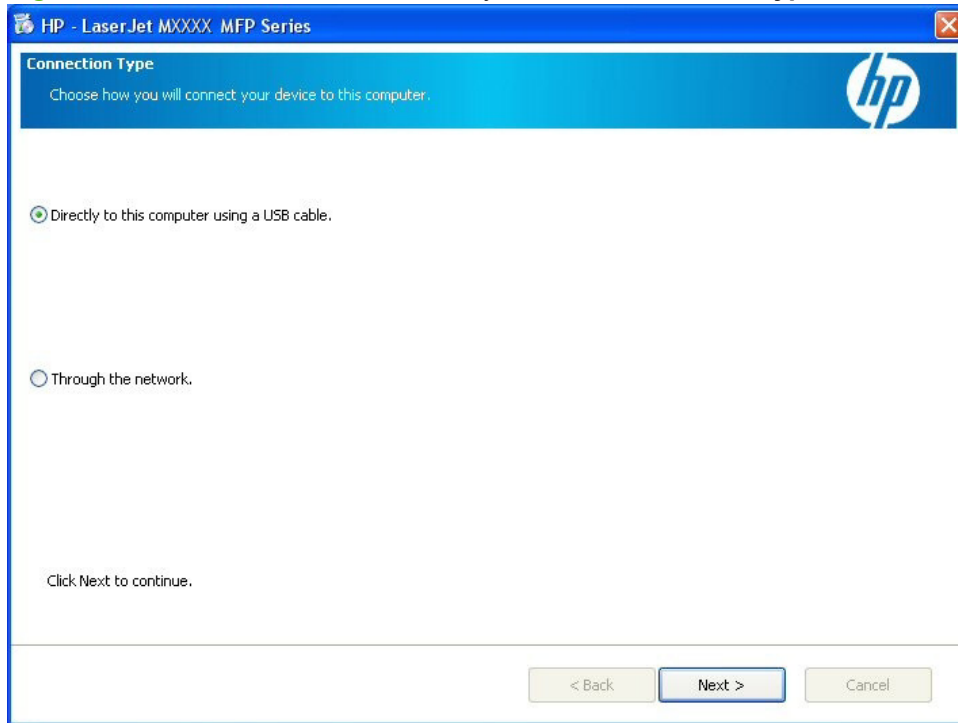 HP - LaserJet MXXXX MFP Series
Connection Type
Choose how you will connect your device to this computer.
hp
Directly to this computer using a USB cable.
Through the network.
Click Next to continue.
< Back
Next >
Cancel